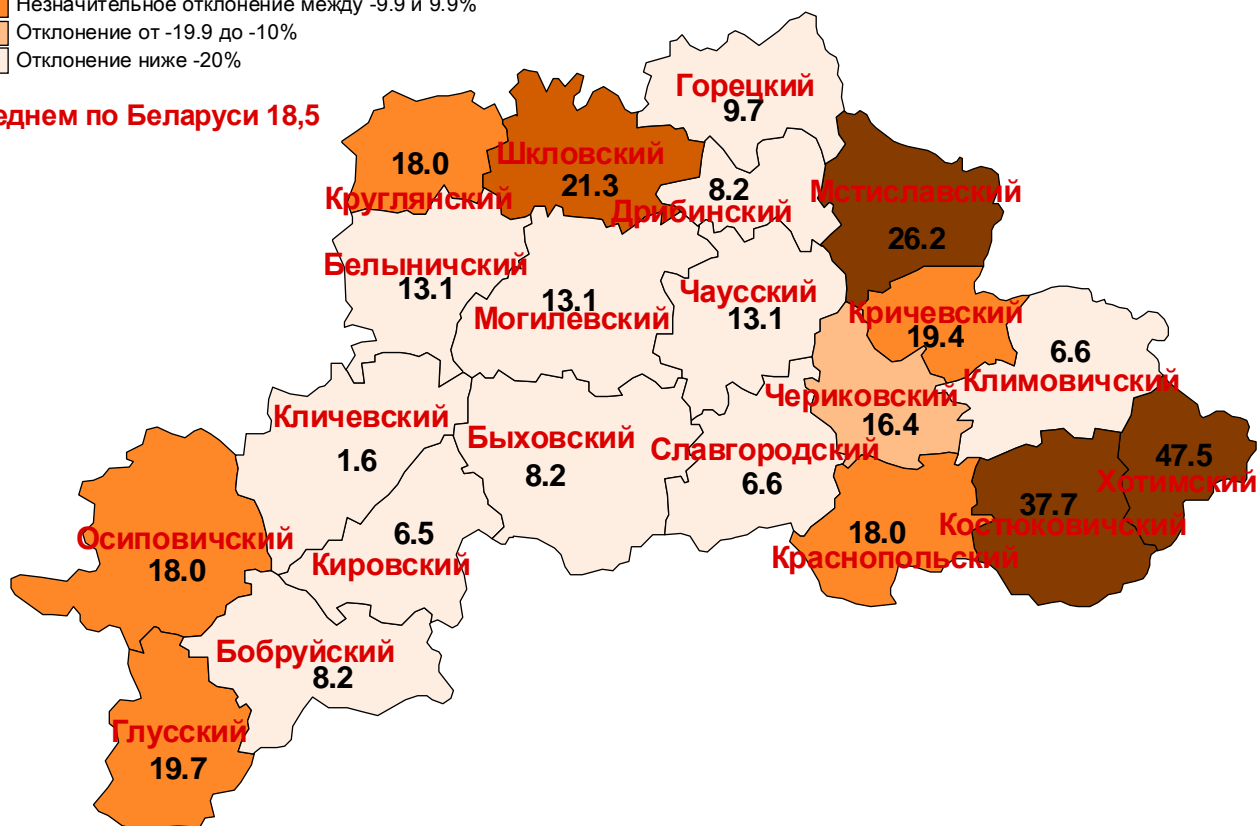 Незначительное отклонение между -9.9 и 9.9%
Отклонение от -19.9 до -10%
Отклонение ниже -20%
по Беларуси 18,5
Горецкий
9.7
Шкловский
21.3
18.0
Круглянский
8.2
Дрибинский
Мстиславский
26.2
Белыничский
13.1
13.1
Могилевский
Чаусский
13.1
Кричевский
19.4
6.6
Климовичский
Чериковский
16.4
Кличевский
1.6
Быховский
8.2
Славгородский
6.6
47.5
Хотимский
37.7
Костюковичский
18.0
Краснопольский
6.5
Кировский
Осиповичский
18.0
Бобруйский
8.2
Глусский
19.7